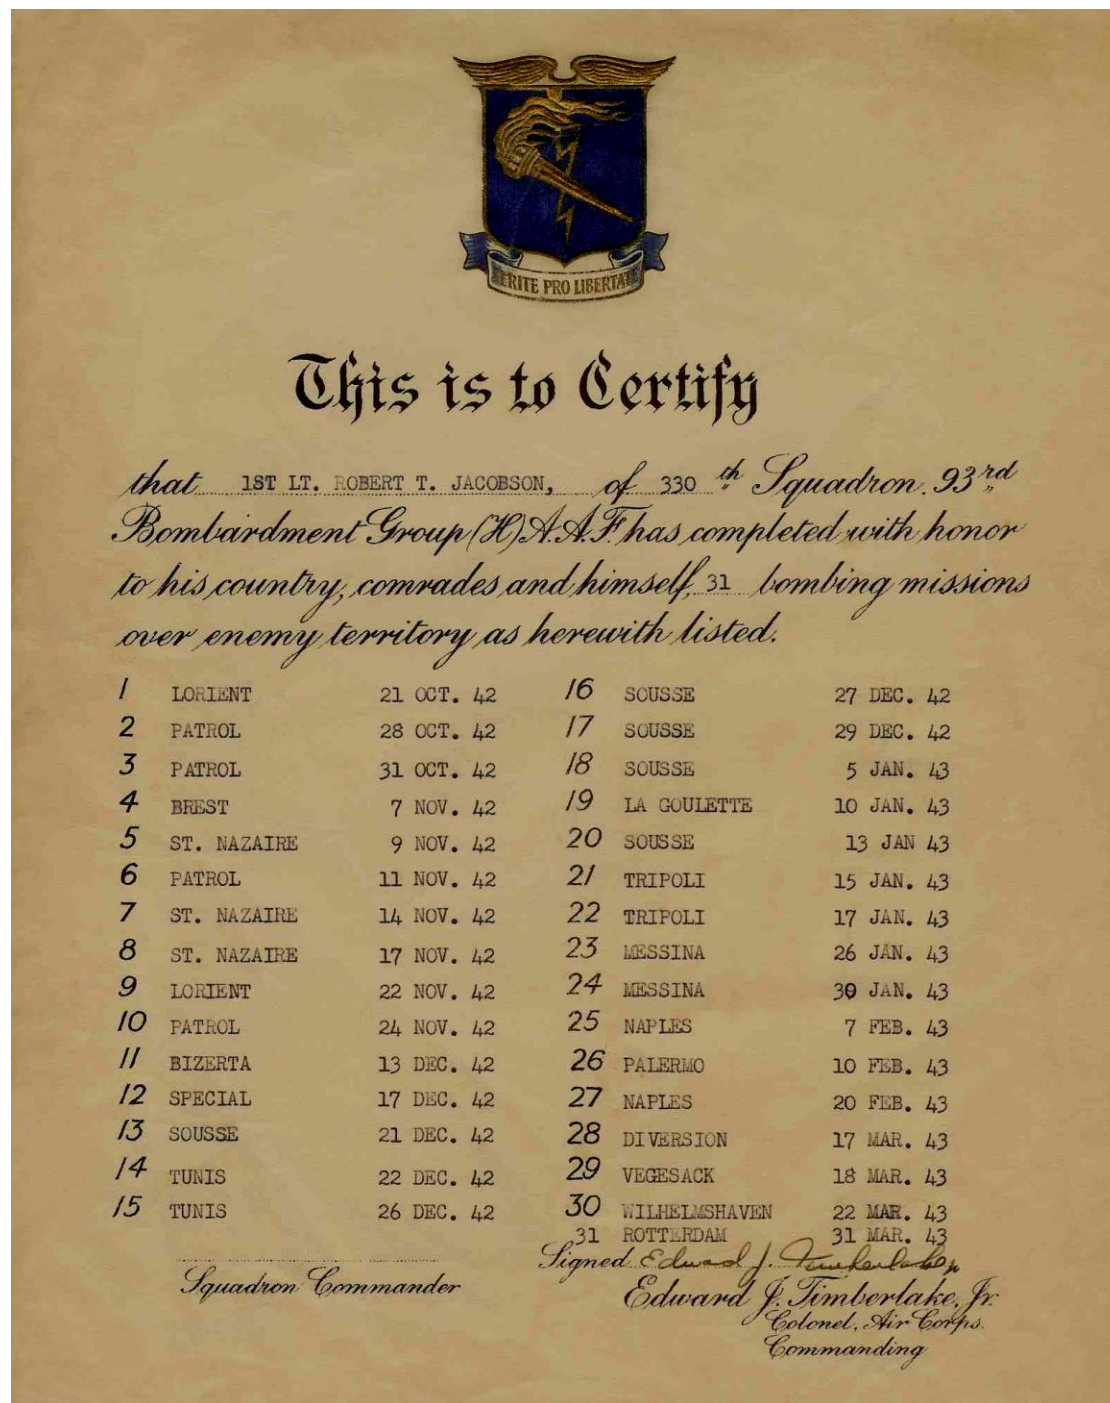 RITE PRO LIBERTA
This is to Certify
that 1ST LT. ROBERT T. JACOBSON, of 330 th Squadron. 93rd
Bombardment Group (H) A.A.F. has completed with honor
to his country, comrades and himself, 31 bombing missions
over enemy territory as herewith listed.
1 LORIENT 21 OCT. 42 16 SOUSSE 27 DEC. 42
2 PATROL 28 OCT. 42 17 SOUSSE 29 DEC. 42
3 PATROL 31 OCT. 42 18 SOUSSE 5 JAN. 43
4 BREST 7 NOV. 42 19 LA GOULETTE 10 JAN. 43
5 ST. NAZAIRE 9 NOV. 42 20 SOUSSE 13 JAN 43
6 PATROL 11 NOV. 42 21 TRIPOLI 15 JAN. 43
7 ST. NAZAIRE 14 NOV. 42 22 TRIPOLI 17 JAN. 43
8 ST. NAZAIRE 17 NOV. 42 23 MESSINA 26 JAN. 43
9 LORIENT 22 NOV. 42 24 MESSINA 30 JAN. 43
10 PATROL 24 NOV. 42 25 NAPLES 7 FEB. 43
11 BIZERTA 13 DEC. 42 26 PALERMO 10 FEB. 43
12 SPECIAL 17 DEC. 42 27 NAPLES 20 FEB. 43
13 SOUSSE 21 DEC. 42 28 DIVERSION 17 MAR. 43
14 TUNIS 22 DEC. 42 29 VEGESACK 18 MAR. 43
15 TUNIS 26 DEC. 42 30 WILHELMSHAVEN 22 MAR. 43
31 ROTTERDAM 31 MAR. 43
Signed Edward J. Timberlake Jr
Squadron Commander Edward J. Timberlake, Jr.
Colonel, Air Corps.
Commanding